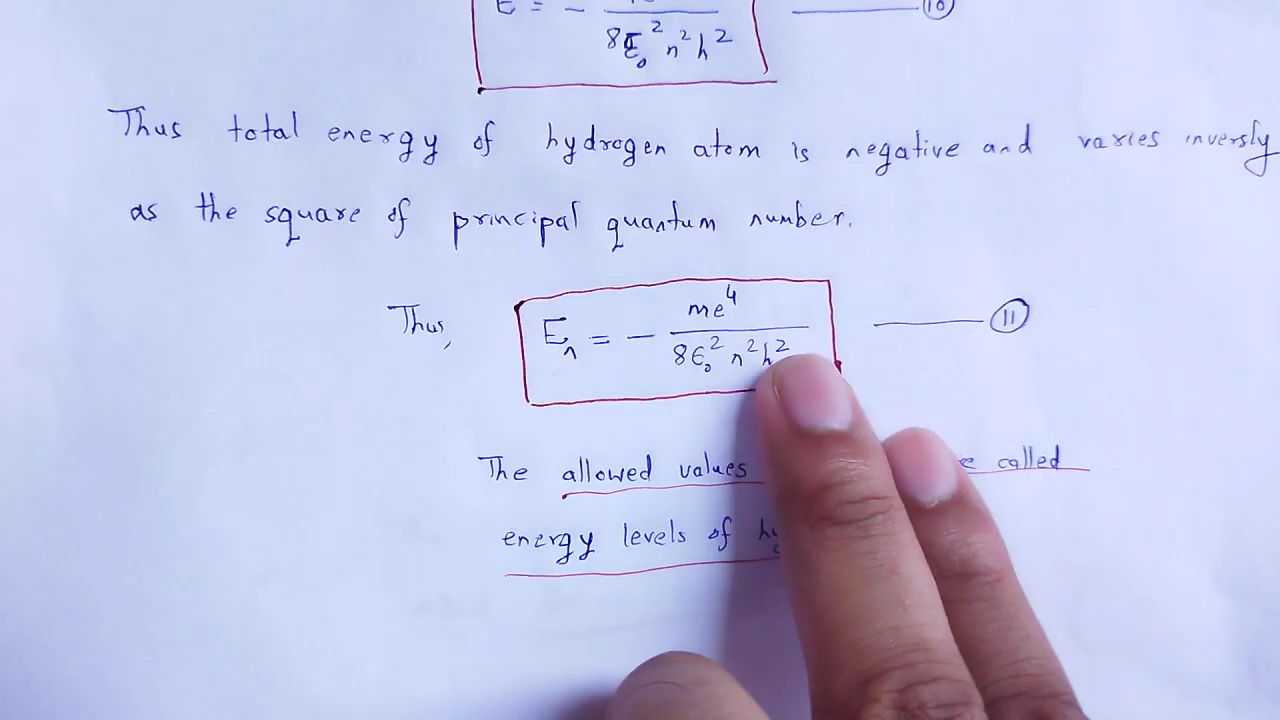 E = - ⑩
8ε₀² n² h²
Thus total energy of hydrogen atom is negative and varies inversly
as the square of principal quantum number.
Thus, Eₙ = - me⁴ / 8ε₀² n² h² ⑪
The allowed values called
energy levels of